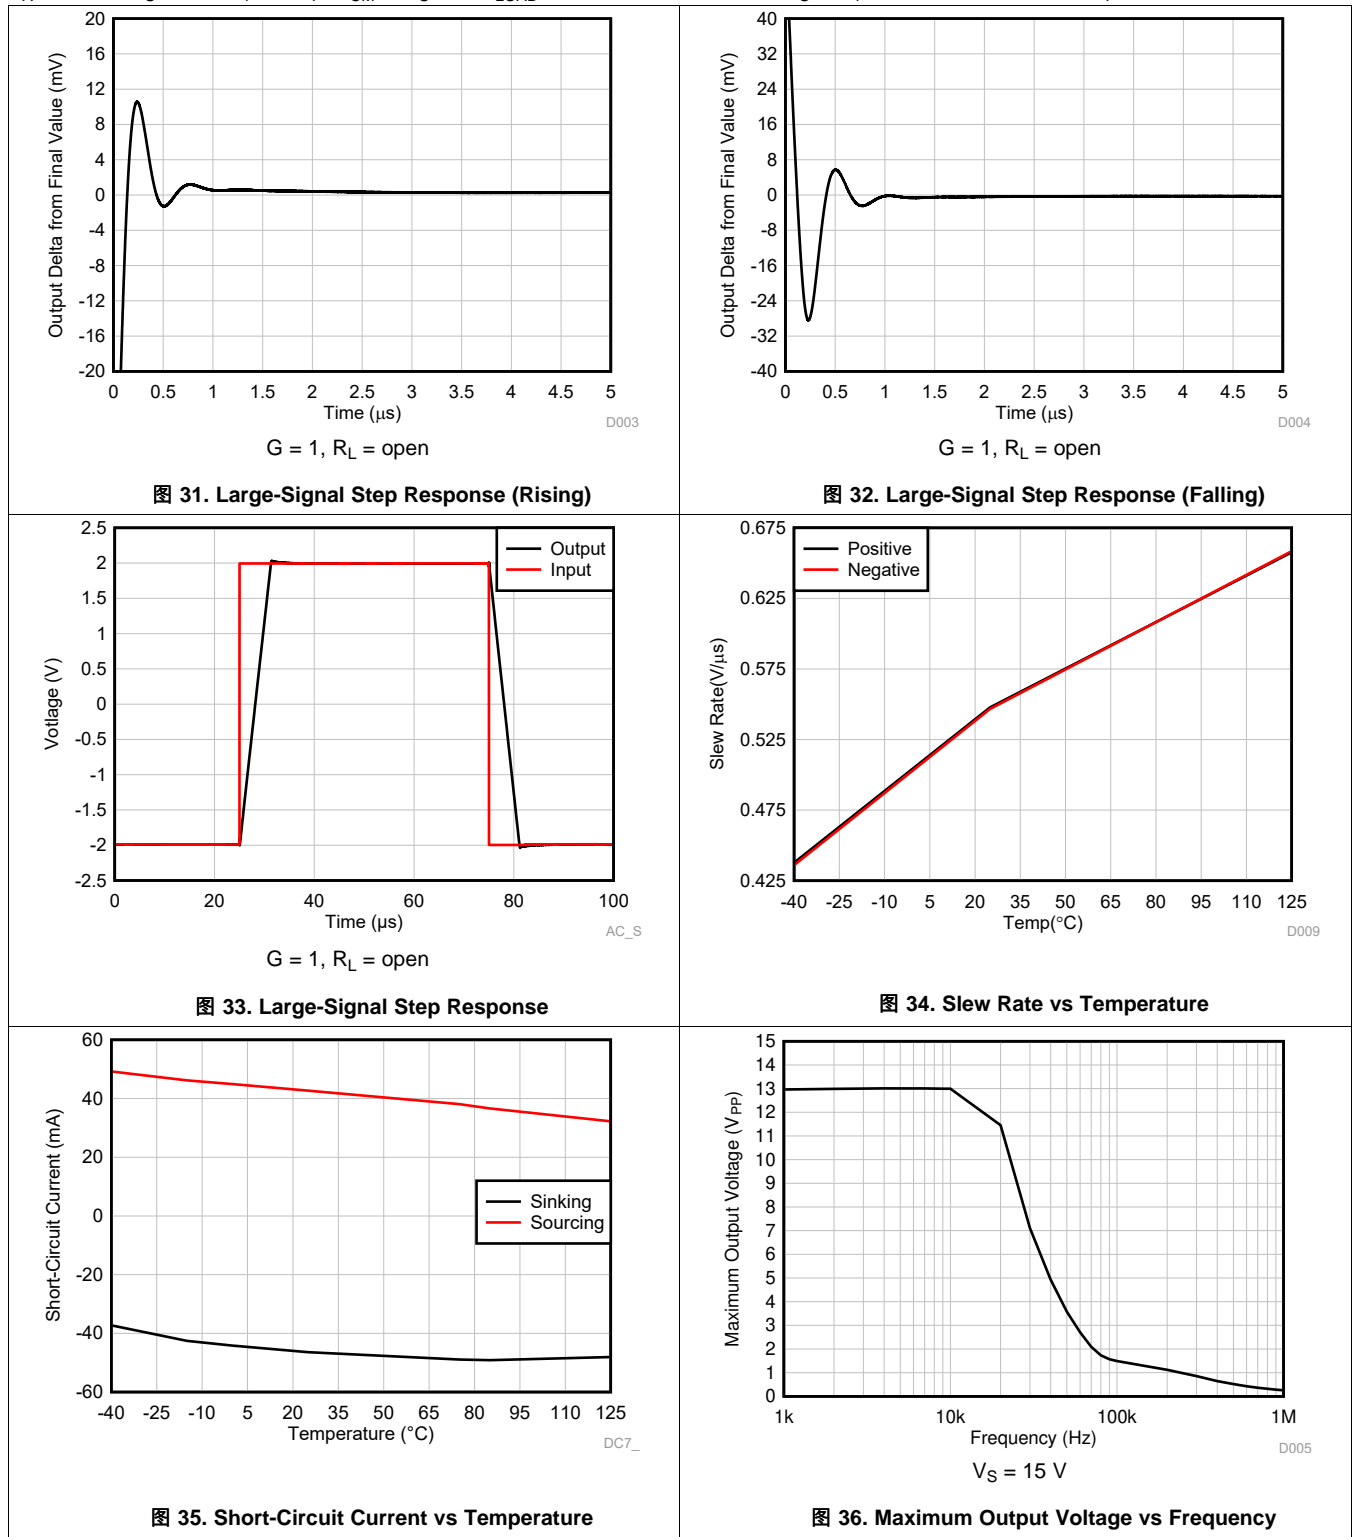 20
16
12
8
4
0
-4
-8
-12
-16
-20
Output Delta from Final Value (mV)
0 0.5 1 1.5 2 2.5 3 3.5 4 4.5 5
Time (μs)
D003
G = 1, RL = open
图 31. Large-Signal Step Response (Rising)
40
32
24
16
8
0
-8
-16
-24
-32
-40
Output Delta from Final Value (mV)
0 0.5 1 1.5 2 2.5 3 3.5 4 4.5 5
Time (μs)
D004
G = 1, RL = open
图 32. Large-Signal Step Response (Falling)
2.5
2
1.5
1
0.5
0
-0.5
-1
-1.5
-2
-2.5
Votlage (V)
Output
Input
0 20 40 60 80 100
Time (μs)
AC_S
G = 1, RL = open
图 33. Large-Signal Step Response
0.675
0.625
0.575
0.525
0.475
0.425
Slew Rate(V/μs)
Positive
Negative
-40 -25 -10 5 20 35 50 65 80 95 110 125
Temp(°C)
D009
图 34. Slew Rate vs Temperature
60
40
20
0
-20
-40
-60
Short-Circuit Current (mA)
Sinking
Sourcing
-40 -25 -10 5 20 35 50 65 80 95 110 125
Temperature (°C)
DC7_
图 35. Short-Circuit Current vs Temperature
15
14
13
12
11
10
9
8
7
6
5
4
3
2
1
0
Maximum Output Voltage (VPP)
1k 10k 100k 1M
Frequency (Hz)
D005
VS = 15 V
图 36. Maximum Output Voltage vs Frequency